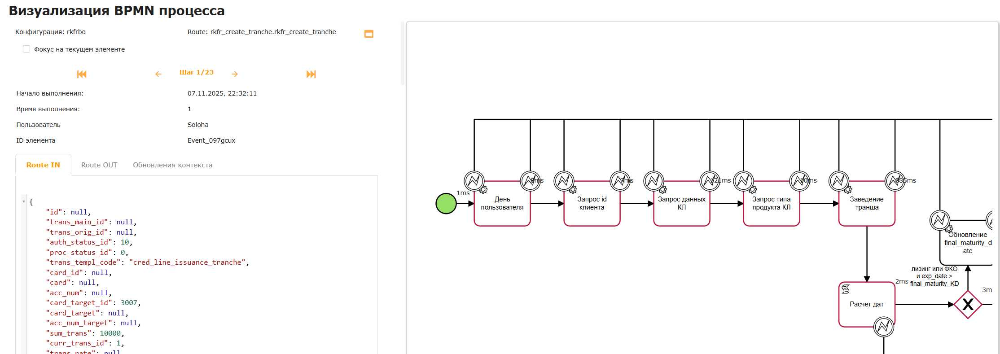 Визуализация BPMN процесса
Конфигурация: rkfrbo
Route: rkfr_create_tranche.rkfr_create_tranche
Фокус на текущем элементе
Шаг 1/23
Начало выполнения:
07.11.2025, 22:32:11
Время выполнения:
1
Пользователь
Soloha
ID элемента
Event_097gcux
Route IN
Route OUT
Обновления контекста
{
"id": null,
"trans_main_id": null,
"trans_orig_id": null,
"auth_status_id": 10,
"proc_status_id": 0,
"trans_templ_code": "cred_line_issuance_tranche",
"card_id": null,
"card": null,
"acc_num": null,
"card_target_id": 3007,
"card_target": null,
"acc_num_target": null,
"sum_trans": 10000,
"curr_trans_id": 1,
"trans_rate": null
1ms
День
пользователя
Запрос id
клиента
7ms
Запрос данных
КЛ
121ms
Запрос типа
продукта КЛ
10ms
Заведение
транша
Обновление
final_maturity_d
ate
лизинг или ФКО
и exp_date >
final_maturity_KD
2ms
Расчет дат
X
3m